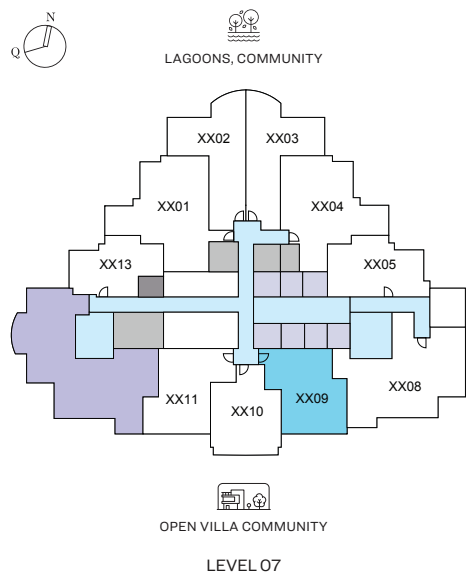 N
Q
LAGOONS, COMMUNITY
XX02 XX03
XX01 XX04
XX13 XX05
XX11 XX10 XX09 XX08
OPEN VILLA COMMUNITY
LEVEL 07